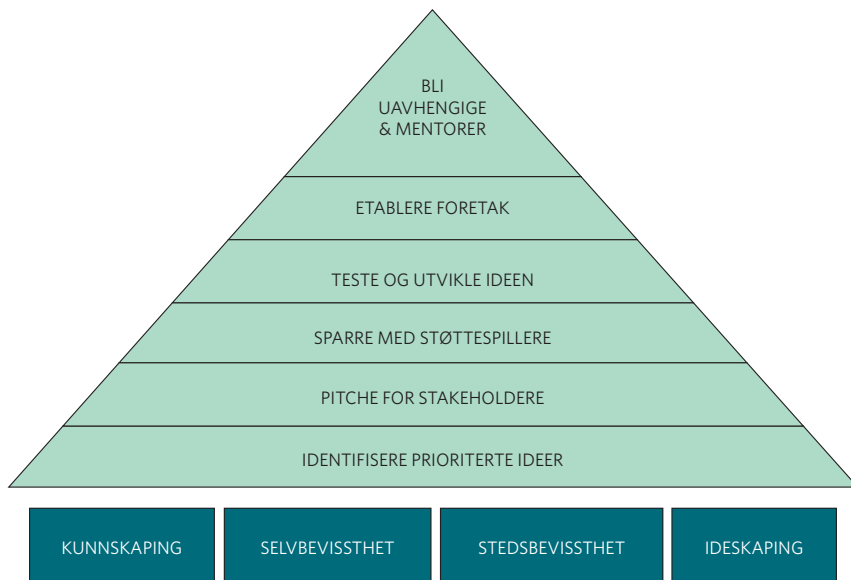 BLI
UAVHENGIGE
& MENTORER
ETABLERE FORETAK
TESTE OG UTVIKLE IDEEN
SPARRE MED STØTTESPILLERE
PITCHE FOR STAKEHOLDERE
IDENTIFISERE PRIORITERTE IDEER
KUNNSKAPING
SELVBEVISSTHET
STEDSBEVISSTHET
IDESKAPING